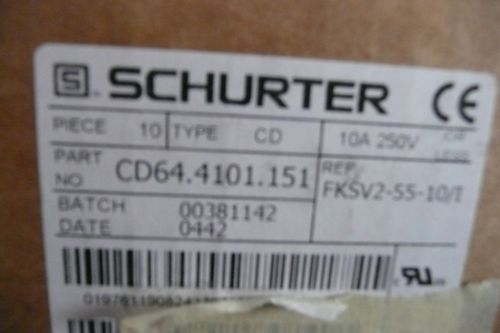 S SCHURTER CE
PIECE 10 TYPE CD 10A 250V
PART NO CD64.4101.151 REF. FKSV2-55-10/I
BATCH 00381142
DATE 0442